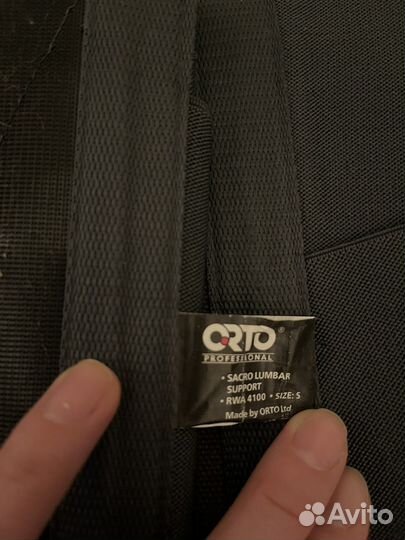 ORTO®
PROFESSIONAL
• SACRO LUMBAR
SUPPORT
• RWA 4100 • SIZE: S
Made by ORTO Ltd
Avito